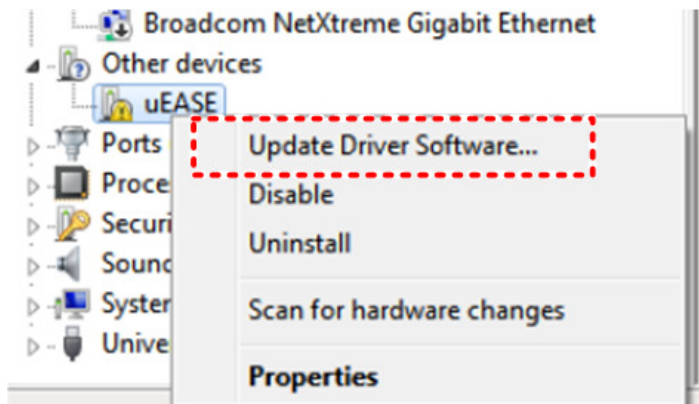 Broadcom NetXtreme Gigabit Ethernet
Other devices
uEASE
Ports
Update Driver Software...
Proce
Disable
Securi
Uninstall
Sound
Syster
Scan for hardware changes
Unive
Properties